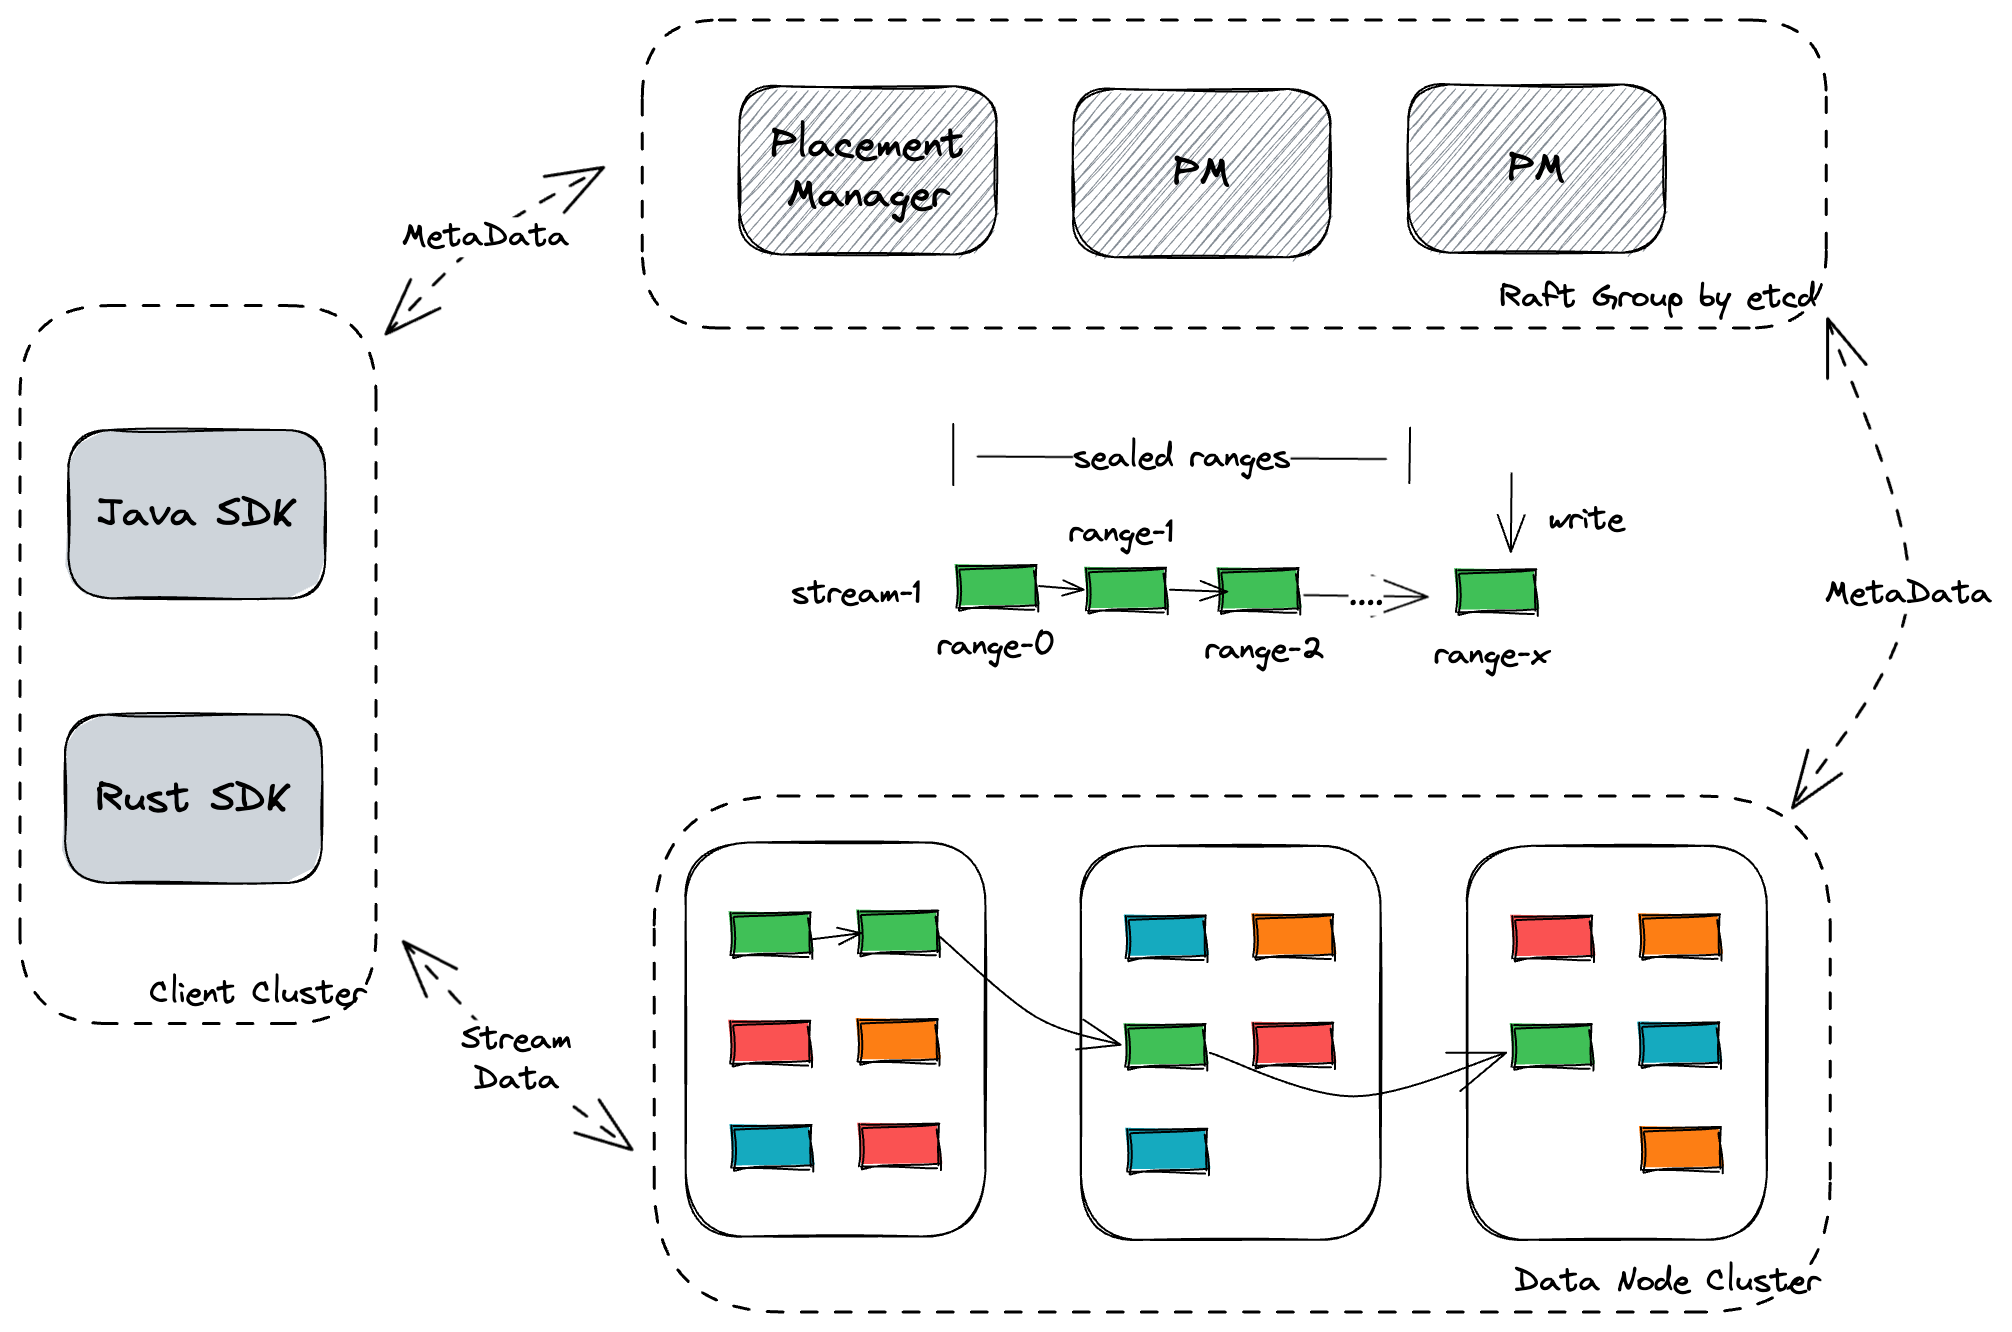 Placement
Manager
PM
PM
Raft Group by etcd
MetaData
Java SDK
Rust SDK
Client Cluster
sealed ranges
write
range-1
stream-1
....
range-0
range-2
range-x
MetaData
Stream
Data
Data Node Cluster